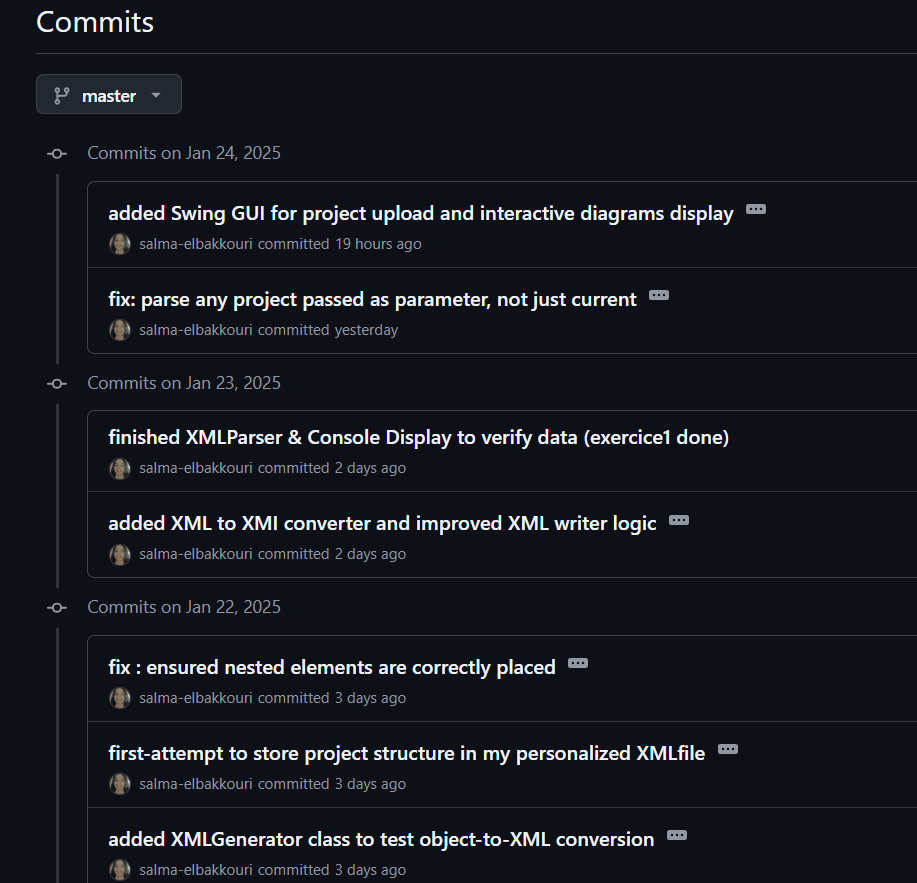 Commits
master
Commits on Jan 24, 2025
added Swing GUI for project upload and interactive diagrams display
salma-elbakkouri committed 19 hours ago
fix: parse any project passed as parameter, not just current
salma-elbakkouri committed yesterday
Commits on Jan 23, 2025
finished XMLParser & Console Display to verify data (exercice1 done)
salma-elbakkouri committed 2 days ago
added XML to XMI converter and improved XML writer logic
salma-elbakkouri committed 2 days ago
Commits on Jan 22, 2025
fix : ensured nested elements are correctly placed
salma-elbakkouri committed 3 days ago
first-attempt to store project structure in my personalized XMLfile
salma-elbakkouri committed 3 days ago
added XMLGenerator class to test object-to-XML conversion
salma-elbakkouri committed 3 days ago